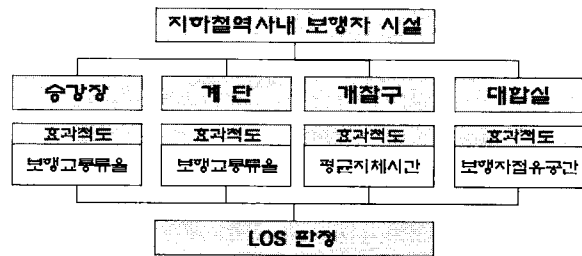 지하철역사내 보행자 시설
승강장 계 단 개찰구 대합실
효과척도 효과척도 효과척도 효과척도
보행교통류율 보행교통류율 평균지체시간 보행자점유공간
LOS 판정